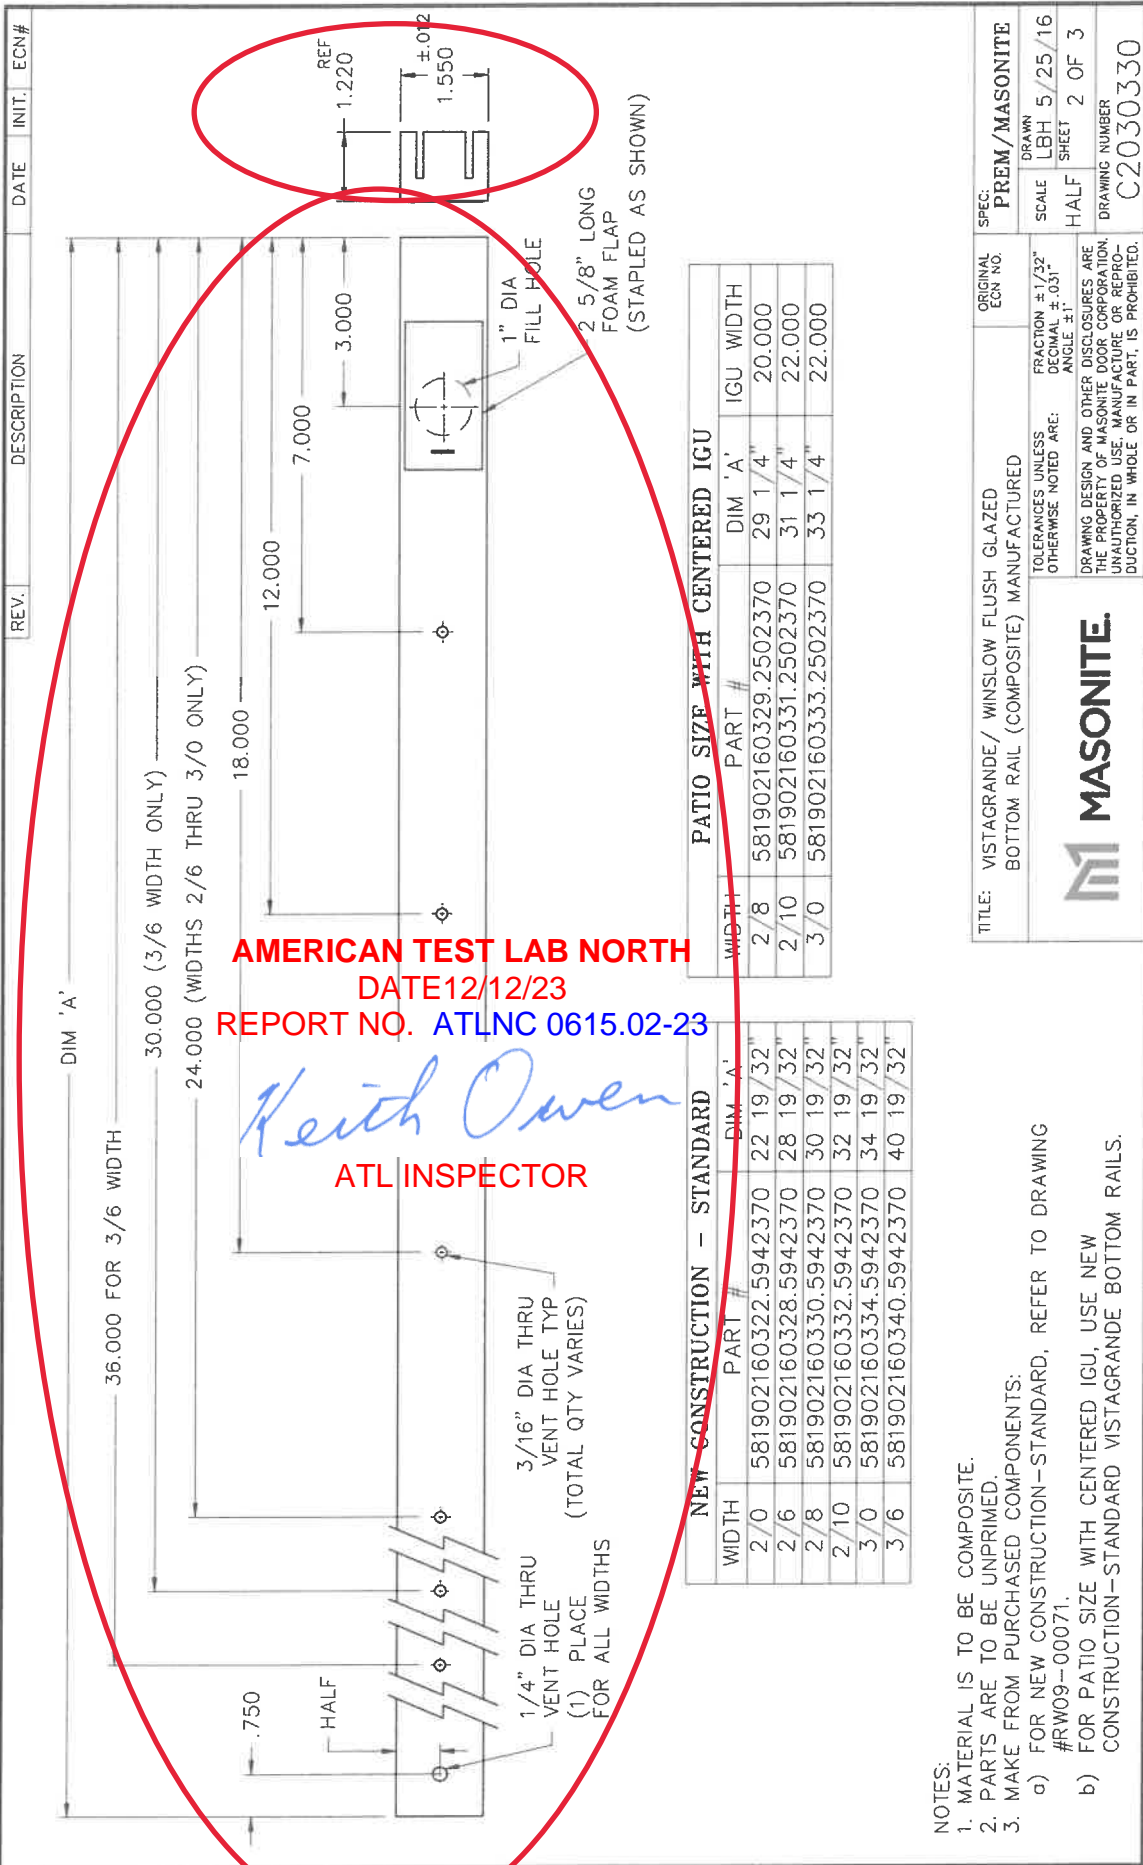 REV.
DESCRIPTION
DATE
INIT.
ECN#
DIM 'A'
36.000 FOR 3/6 WIDTH
30.000 (3/6 WIDTH ONLY)
24.000 (WIDTHS 2/6 THRU 3/0 ONLY)
18.000
12.000
7.000
3.000
.750
HALF
REF
1.220
±.012
1.550
1" DIA
FILL HOLE
2 5/8" LONG
FOAM FLAP
(STAPLED AS SHOWN)
1/4" DIA THRU
VENT HOLE
(1) PLACE
FOR ALL WIDTHS
3/16" DIA THRU
VENT HOLE TYP
(TOTAL QTY VARIES)
AMERICAN TEST LAB NORTH
DATE12/12/23
REPORT NO. ATLNC 0615.02-23
Keith Owen
ATL INSPECTOR
NEW CONSTRUCTION - STANDARD
WIDTH PART # DIM 'A'
2/0 581902160322.5942370 22 19/32"
2/6 581902160328.5942370 28 19/32"
2/8 581902160330.5942370 30 19/32"
2/10 581902160332.5942370 32 19/32"
3/0 581902160334.5942370 34 19/32"
3/6 581902160340.5942370 40 19/32"
PATIO SIZE WITH CENTERED IGU
WIDTH PART # DIM 'A' IGU WIDTH
2/8 581902160329.2502370 29 1/4" 20.000
2/10 581902160331.2502370 31 1/4" 22.000
3/0 581902160333.2502370 33 1/4" 22.000
NOTES:
1. MATERIAL IS TO BE COMPOSITE.
2. PARTS ARE TO BE UNPRIMED.
3. MAKE FROM PURCHASED COMPONENTS:
a) FOR NEW CONSTRUCTION-STANDARD, REFER TO DRAWING
#RW09-00071.
b) FOR PATIO SIZE WITH CENTERED IGU, USE NEW
CONSTRUCTION-STANDARD VISTAGRANDE BOTTOM RAILS.
TITLE: VISTAGRANDE/ WINSLOW FLUSH GLAZED
BOTTOM RAIL (COMPOSITE) MANUFACTURED
ORIGINAL
ECN NO.
SPEC:
PREM/MASONITE
MASONITE.
TOLERANCES UNLESS
OTHERWISE NOTED ARE:
FRACTION ±1/32"
DECIMAL ±.031"
ANGLE ±1°
DRAWING DESIGN AND OTHER DISCLOSURES ARE
THE PROPERTY OF MASONITE DOOR CORPORATION.
UNAUTHORIZED USE, MANUFACTURE OR REPRO-
DUCTION, IN WHOLE OR IN PART, IS PROHIBITED.
SCALE
HALF
DRAWN
LBH 5/25/16
SHEET 2 OF 3
DRAWING NUMBER
C2030330